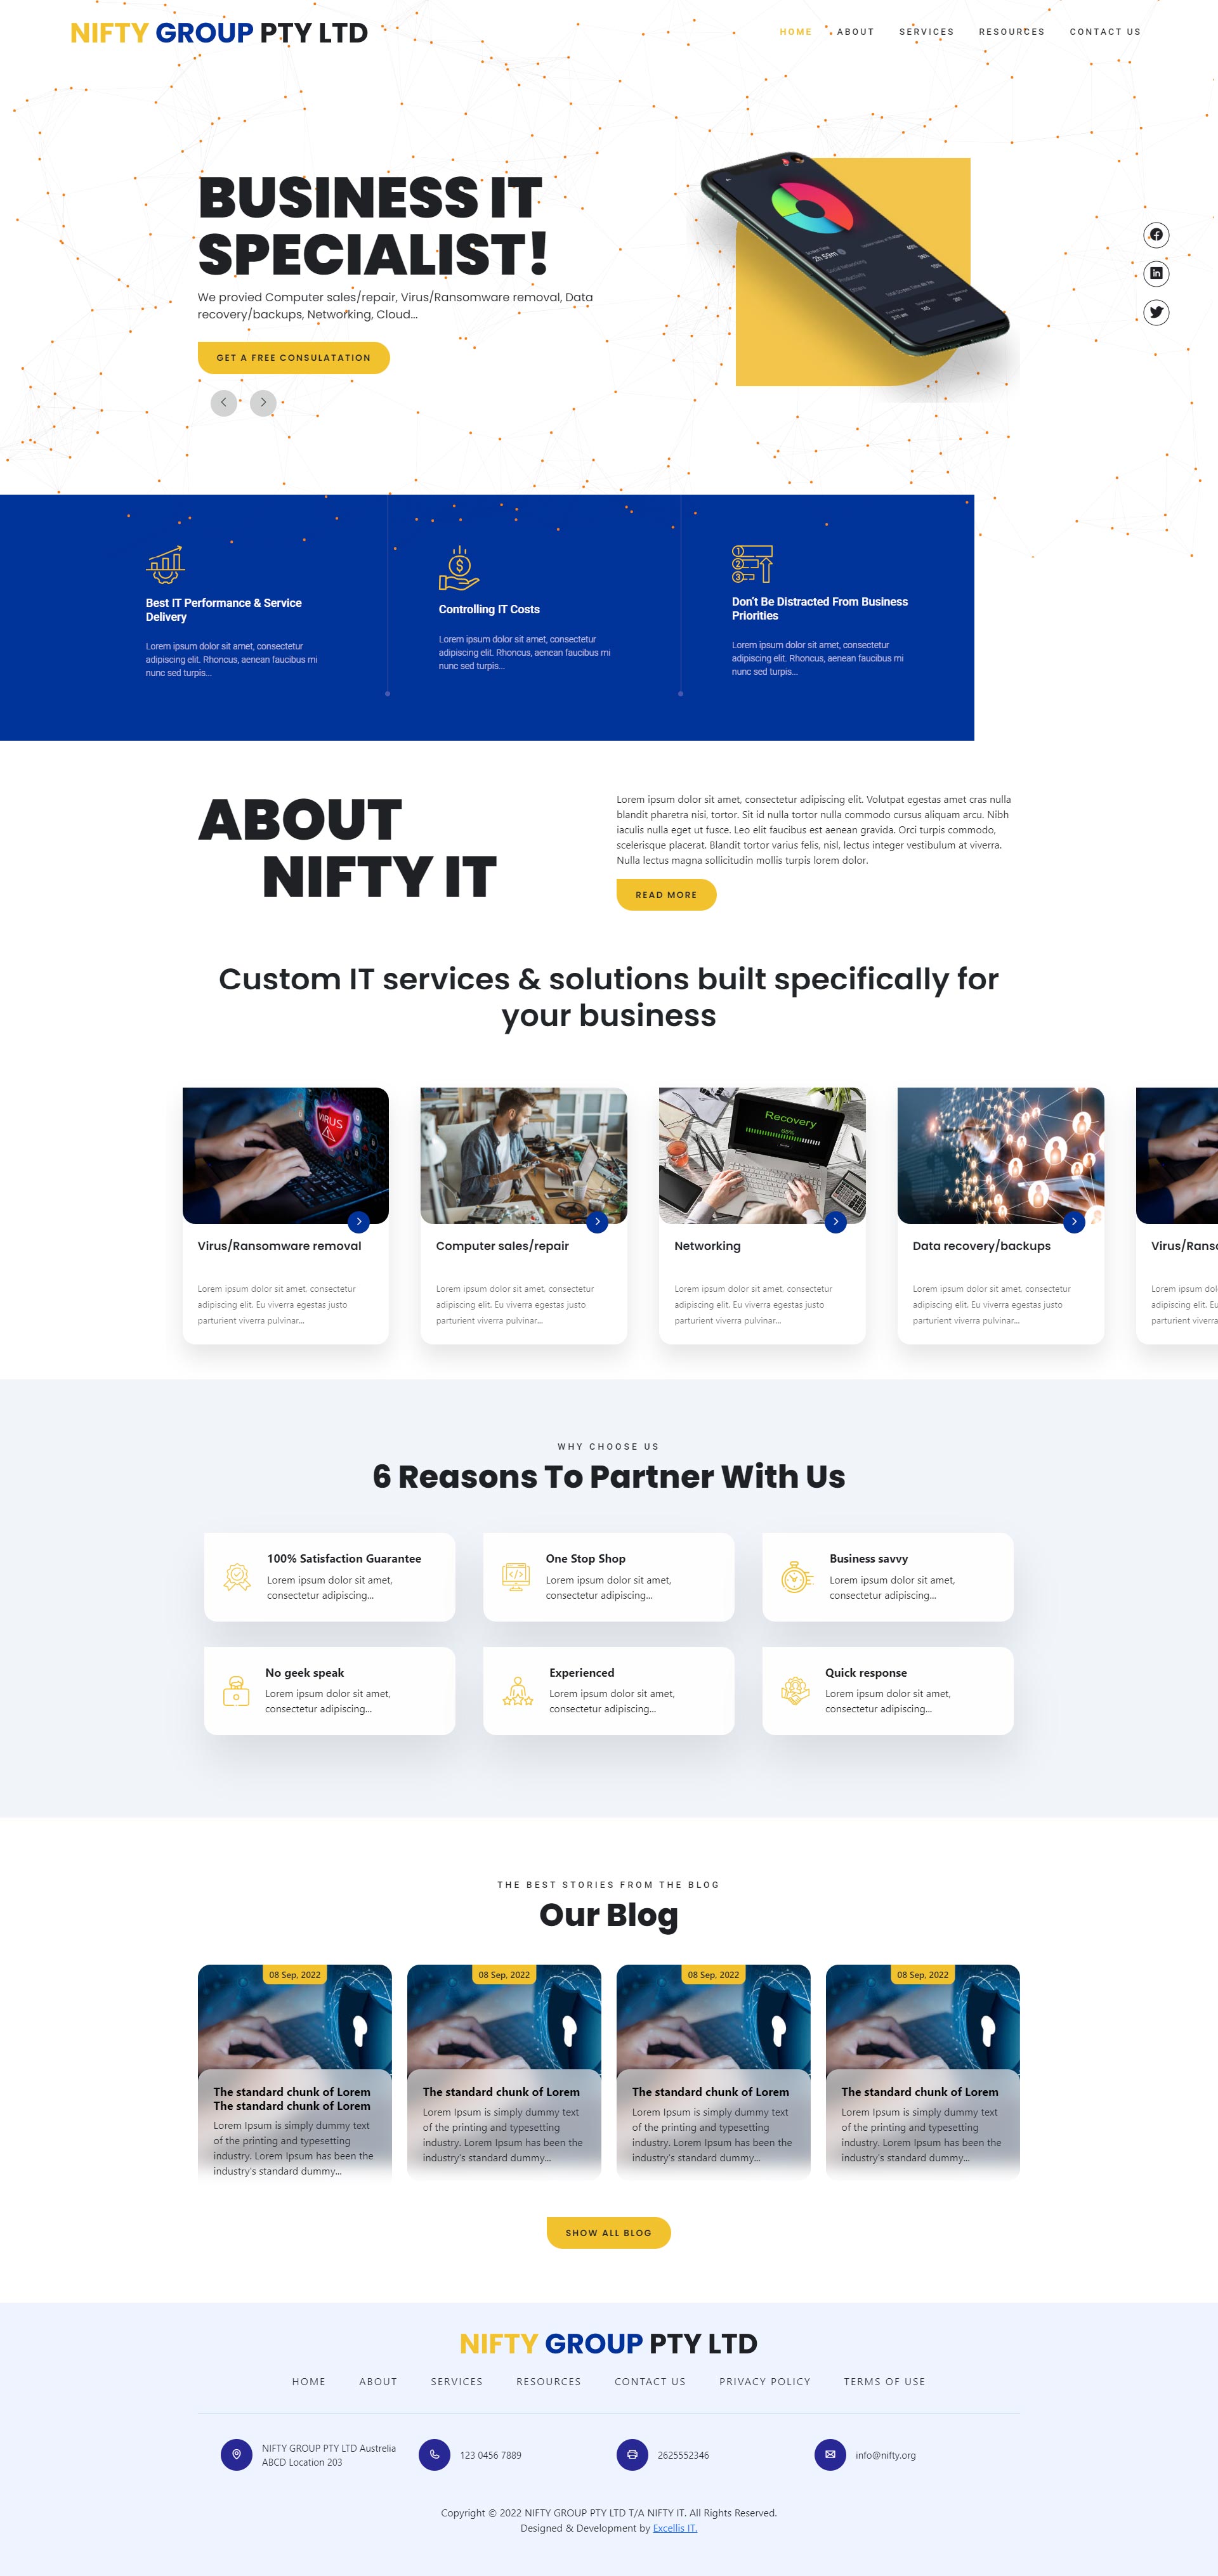 NIFTY GROUP PTY LTD
HOME ABOUT SERVICES RESOURCES CONTACT US
BUSINESS IT
SPECIALIST!
We provied Computer sales/repair, Virus/Ransomware removal, Data
recovery/backups, Networking, Cloud...
GET A FREE CONSULATATION
2h 59m
Best IT Performance & Service
Delivery
Lorem ipsum dolor sit amet, consectetur
adipiscing elit. Rhoncus, aenean faucibus mi
nunc sed turpis...
Controlling IT Costs
Lorem ipsum dolor sit amet, consectetur
adipiscing elit. Rhoncus, aenean faucibus mi
nunc sed turpis...
Don't Be Distracted From Business
Priorities
Lorem ipsum dolor sit amet, consectetur
adipiscing elit. Rhoncus, aenean faucibus mi
nunc sed turpis...
ABOUT
NIFTY IT
Lorem ipsum dolor sit amet, consectetur adipiscing elit. Volutpat egestas amet cras nulla
blandit pharetra nisi, tortor. Sit id nulla tortor nulla commodo cursus aliquam arcu. Nibh
iaculis nulla eget ut fusce. Leo elit faucibus est aenean gravida. Orci turpis commodo,
scelerisque placerat. Blandit tortor varius felis, nisl, lectus integer vestibulum at viverra.
Nulla lectus magna sollicitudin mollis turpis lorem dolor.
READ MORE
Custom IT services & solutions built specifically for
your business
VIRUS
Virus/Ransomware removal
Lorem ipsum dolor sit amet, consectetur
adipiscing elit. Eu viverra egestas justo
parturient viverra pulvinar...
Computer sales/repair
Lorem ipsum dolor sit amet, consectetur
adipiscing elit. Eu viverra egestas justo
parturient viverra pulvinar...
Recovery
65%
Networking
Lorem ipsum dolor sit amet, consectetur
adipiscing elit. Eu viverra egestas justo
parturient viverra pulvinar...
Data recovery/backups
Lorem ipsum dolor sit amet, consectetur
adipiscing elit. Eu viverra egestas justo
parturient viverra pulvinar...
Virus/Ranso
Lorem ipsum dol
adipiscing elit. Eu
parturient viverra
WHY CHOOSE US
6 Reasons To Partner With Us
100% Satisfaction Guarantee
Lorem ipsum dolor sit amet,
consectetur adipiscing...
One Stop Shop
Lorem ipsum dolor sit amet,
consectetur adipiscing...
Business savvy
Lorem ipsum dolor sit amet,
consectetur adipiscing...
No geek speak
Lorem ipsum dolor sit amet,
consectetur adipiscing...
Experienced
Lorem ipsum dolor sit amet,
consectetur adipiscing...
Quick response
Lorem ipsum dolor sit amet,
consectetur adipiscing...
THE BEST STORIES FROM THE BLOG
Our Blog
08 Sep, 2022
The standard chunk of Lorem
The standard chunk of Lorem
Lorem Ipsum is simply dummy text
of the printing and typesetting
industry. Lorem Ipsum has been the
industry's standard dummy...
08 Sep, 2022
The standard chunk of Lorem
Lorem Ipsum is simply dummy text
of the printing and typesetting
industry. Lorem Ipsum has been the
industry's standard dummy...
08 Sep, 2022
The standard chunk of Lorem
Lorem Ipsum is simply dummy text
of the printing and typesetting
industry. Lorem Ipsum has been the
industry's standard dummy...
08 Sep, 2022
The standard chunk of Lorem
Lorem Ipsum is simply dummy text
of the printing and typesetting
industry. Lorem Ipsum has been the
industry's standard dummy...
SHOW ALL BLOG
NIFTY GROUP PTY LTD
HOME ABOUT SERVICES RESOURCES CONTACT US PRIVACY POLICY TERMS OF USE
NIFTY GROUP PTY LTD Austrelia
ABCD Location 203
123 0456 7889
2625552346
info@nifty.org
Copyright © 2022 NIFTY GROUP PTY LTD T/A NIFTY IT. All Rights Reserved.
Designed & Development by Excellis IT.